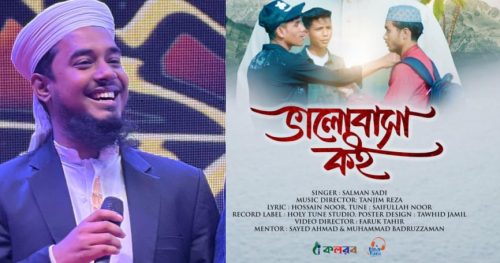 ভালোবাসা
কই
SINGER : SALMAN SADI
MUSIC DIRECTOR: TANJIM REZA
LYRIC : HOSSAIN NOOR, TUNE : SAIFULLAH NOOR
RECORD LABEL : HOLY TUNE STUDIO. POSTER DESIGN : TAWHID JAMIL
VIDEO DIRECTOR : FARUK TAHIR
MENTOR : SAYED AHMAD & MUHAMMAD BADRUZZAMAN
কলরব